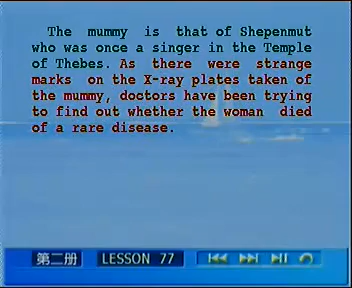 The mummy is that of Shepenmut
who was once a singer in the Temple
of Thebes. As there were strange
marks on the X-ray plates taken of
the mummy, doctors have been trying
to find out whether the woman died
of a rare disease.
第二册 LESSON 77